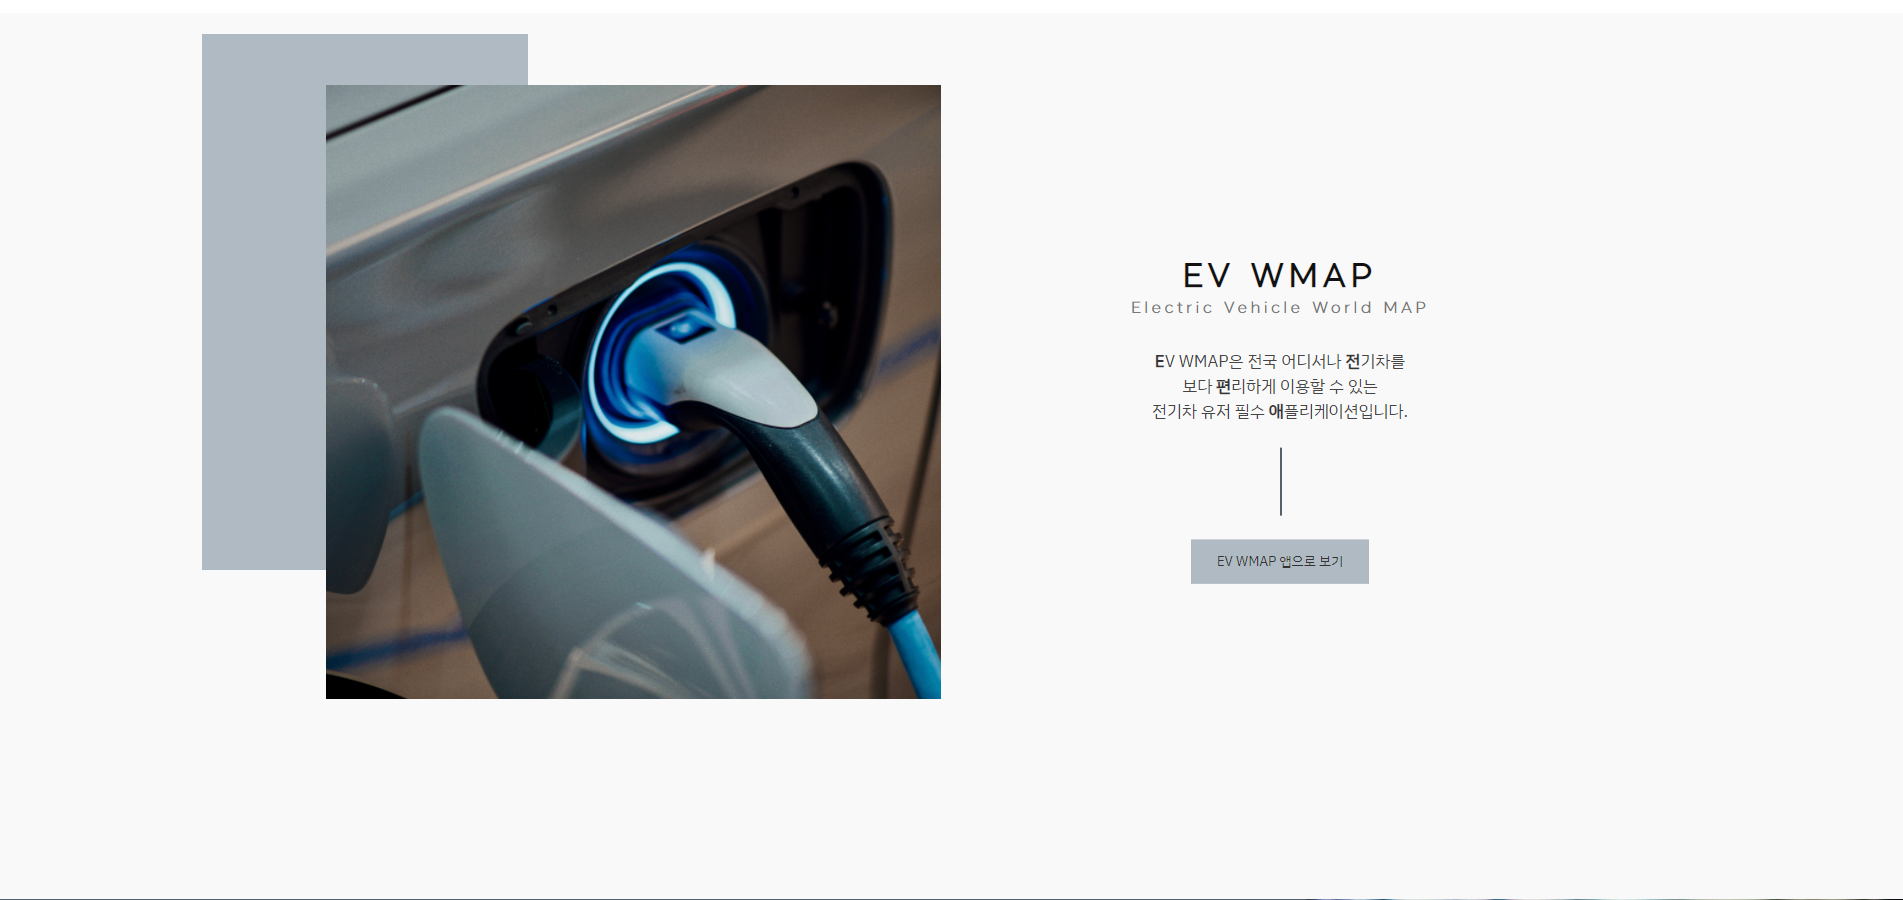 EV WMAP
Electric Vehicle World MAP
EV WMAP은 전국 어디서나 전기차를
보다 편리하게 이용할 수 있는
전기차 유저 필수 애플리케이션입니다.
EV WMAP 앱으로 보기